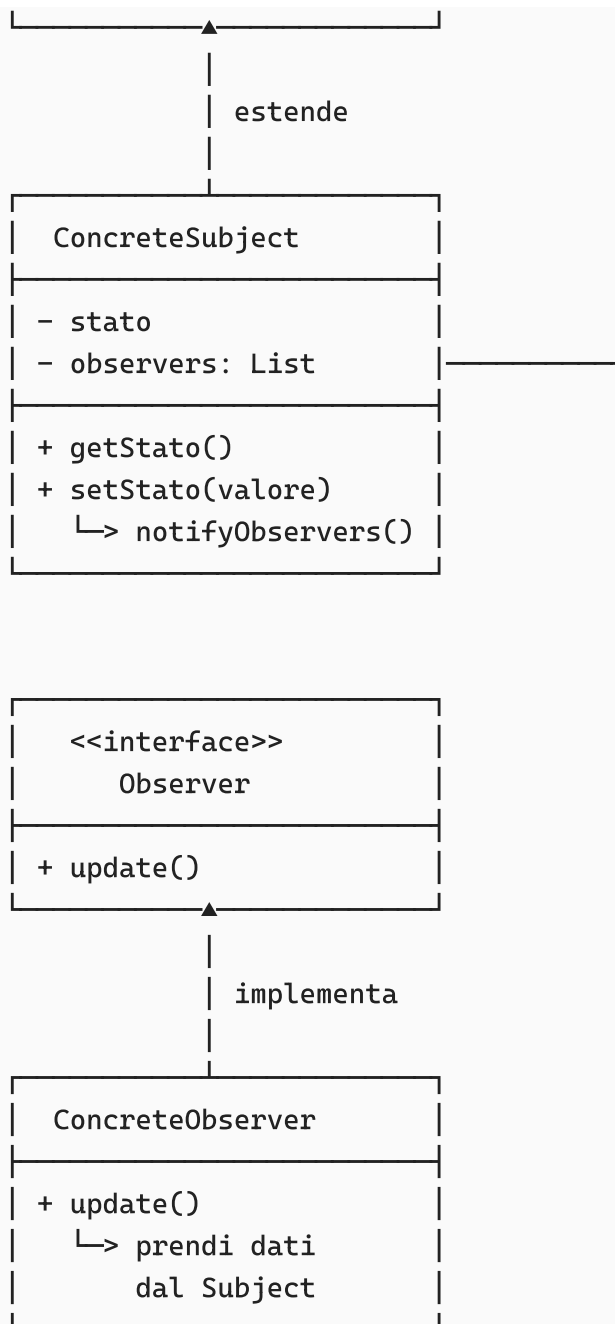 estende
ConcreteSubject
- stato
- observers: List
+ getStato()
+ setStato(valore)
└─> notifyObservers()
<<interface>>
Observer
+ update()
implementa
ConcreteObserver
+ update()
└─> prendi dati
dal Subject